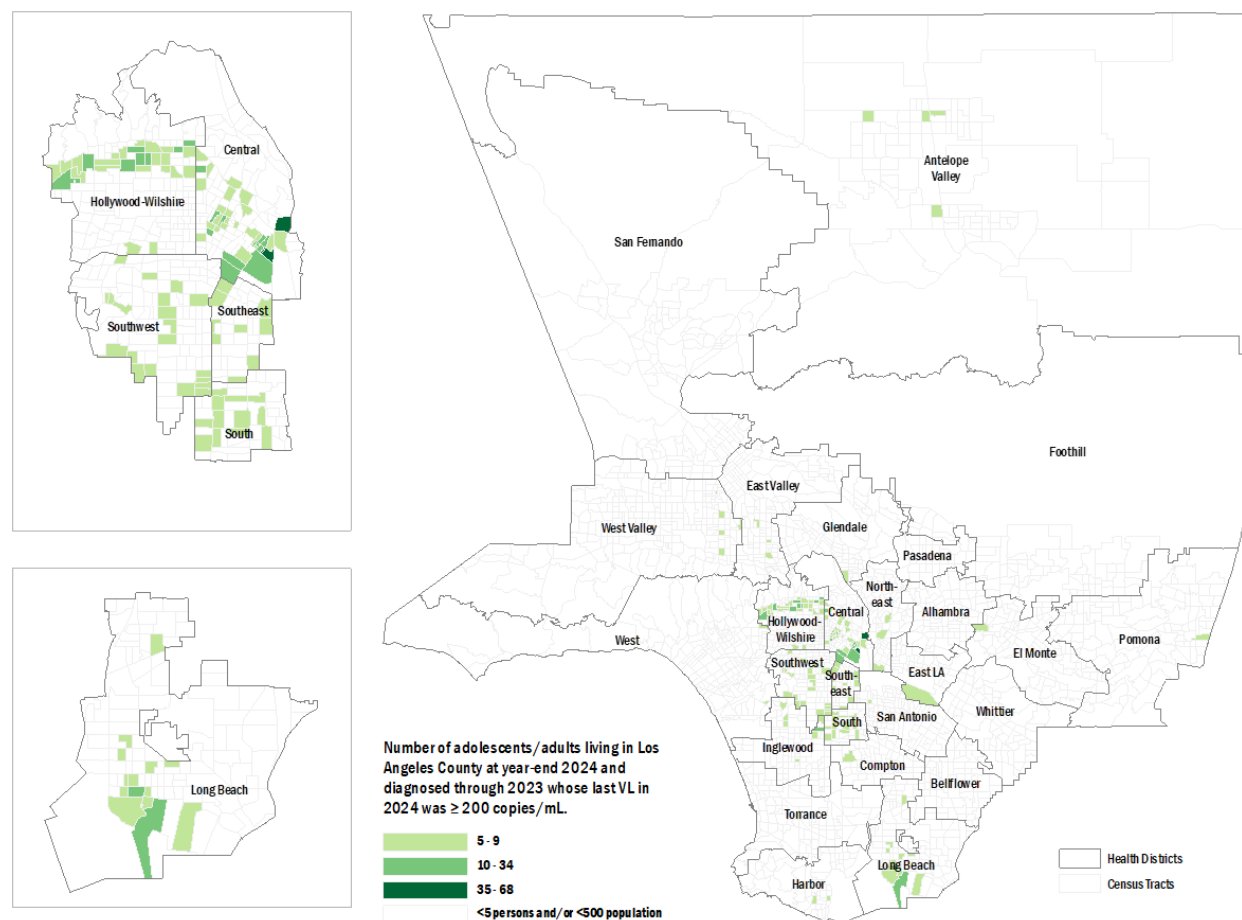 Central
Hollywood-Wilshire
Southeast
Southwest
South
Long Beach
Antelope
Valley
San Fernando
Foothill
East Valley
West Valley
Glendale
Pasadena
North-
east
Central
Alhambra
Hollywood-
Wilshire
West
Pomona
El Monte
Southwest
East LA
South-
east
San Antonio
Whittier
South
Inglewood
Compton
Bellflower
Torrance
Long Beach
Harbor
Number of adolescents/adults living in Los
Angeles County at year-end 2024 and
diagnosed through 2023 whose last VL in
2024 was ≥ 200 copies/mL.
5 - 9
10 - 34
35 - 68
<5 persons and/or <500 population
Health Districts
Census Tracts